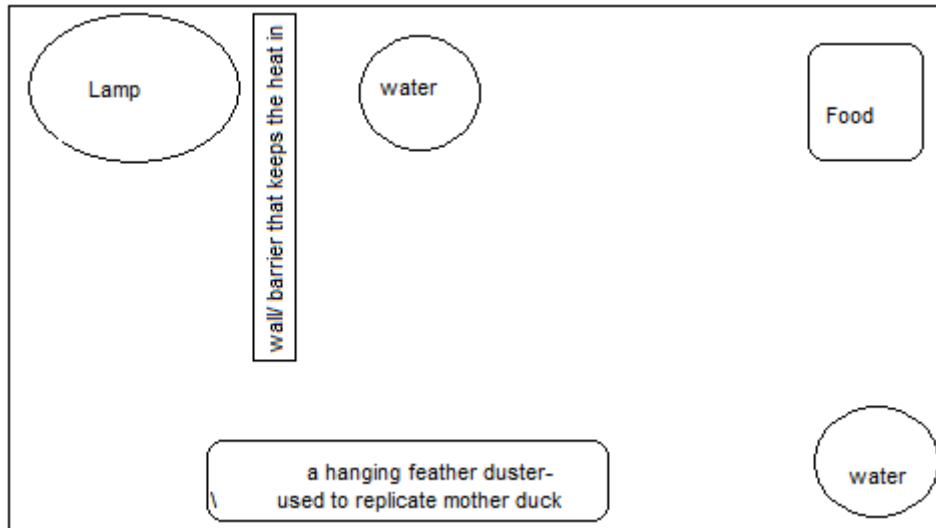 Lamp
wall/ barrier that keeps the heat in
water
Food
a hanging feather duster-
\ used to replicate mother duck
water